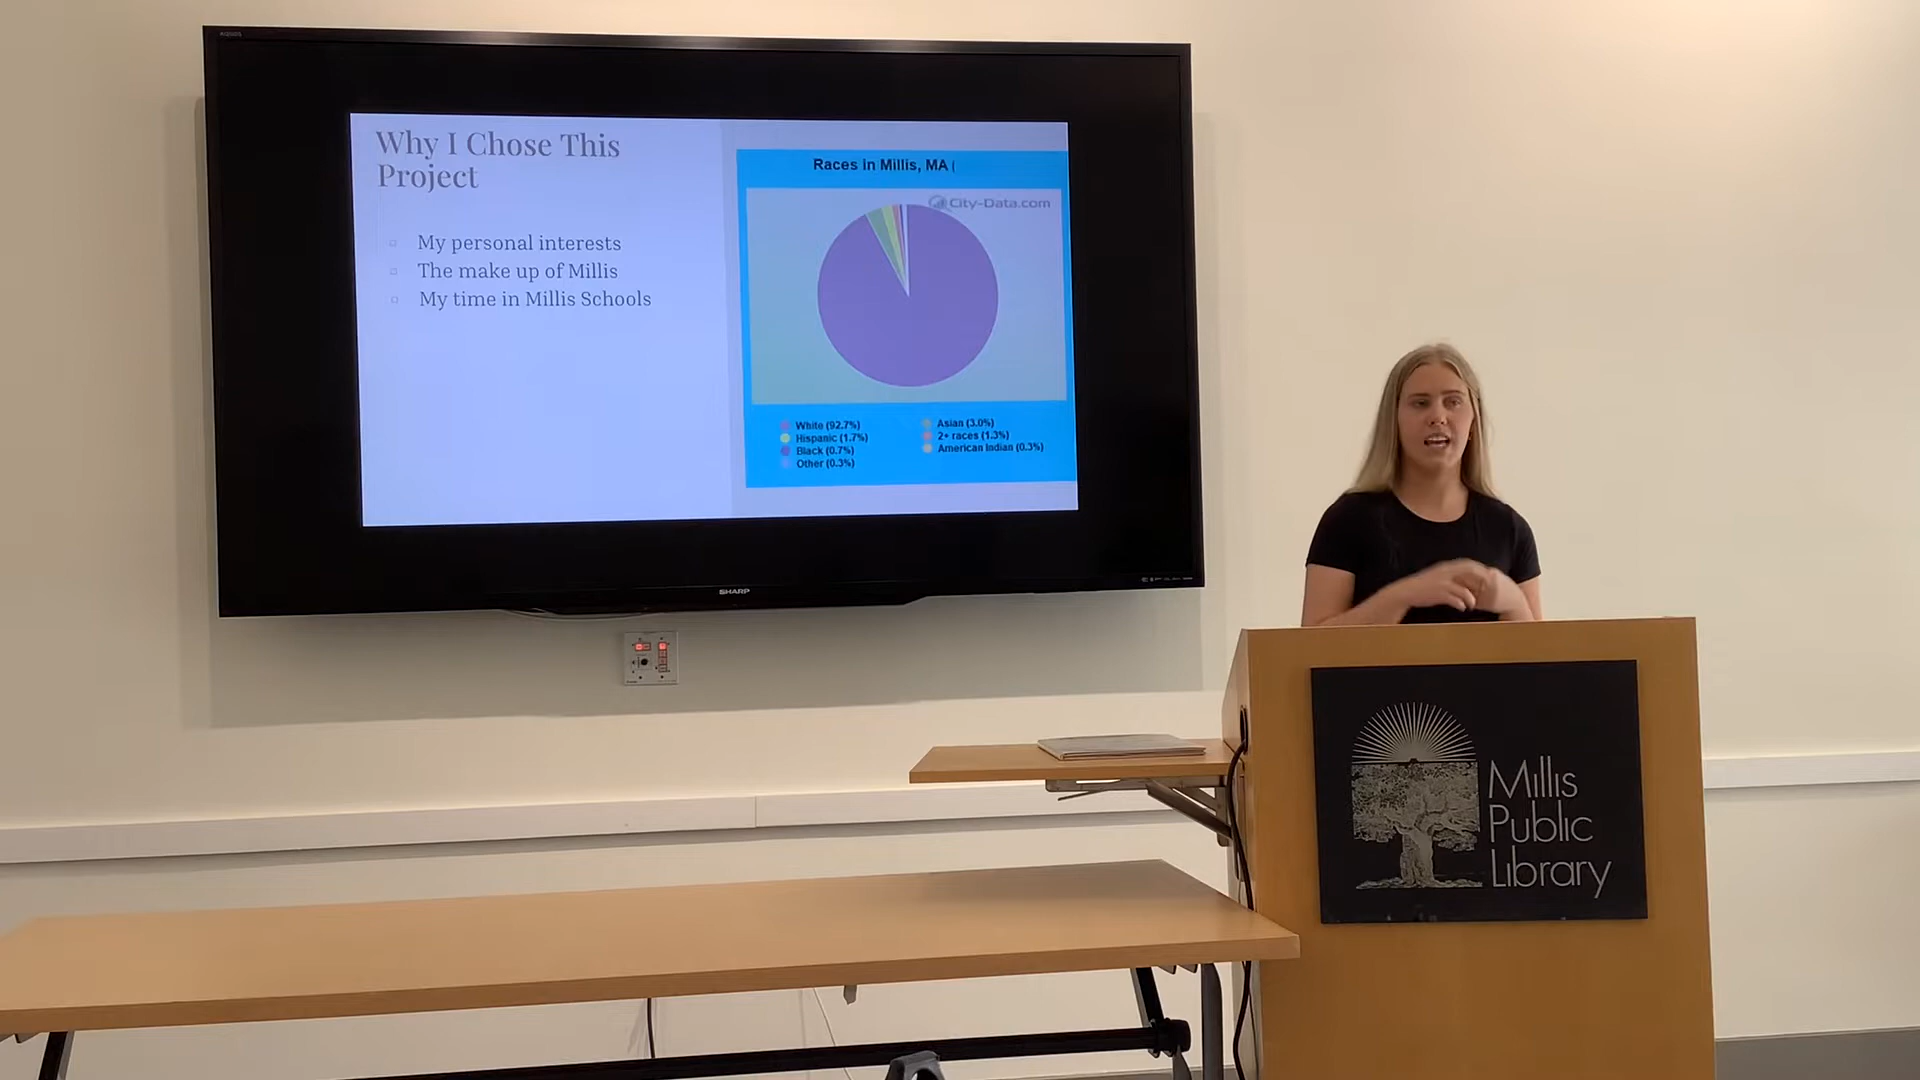 Why I Chose This
Project
My personal interests
The make up of Millis
My time in Millis Schools
Races in Millis, MA (
City-Data.com
White (92.7%)
Hispanic (1.7%)
Black (0.7%)
Other (0.3%)
Asian (3.0%)
2+ races (1.3%)
American Indian (0.3%)
SHARP
Millis
Public
Library